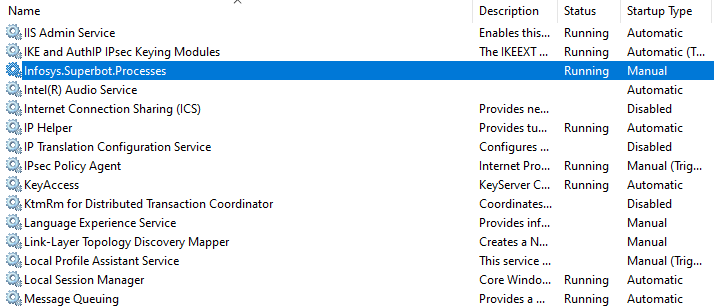 Name Description Status Startup Type
IIS Admin Service Enables this... Running Automatic
IKE and AuthIP IPsec Keying Modules The IKEEXT ... Running Automatic (T...
Infosys.Superbot.Processes Running Manual
Intel(R) Audio Service Automatic
Internet Connection Sharing (ICS) Provides ne... Disabled
IP Helper Provides tu... Running Automatic
IP Translation Configuration Service Configures ... Disabled
IPsec Policy Agent Internet Pro... Running Manual (Trig...
KeyAccess KeyServer C... Running Automatic
KtmRm for Distributed Transaction Coordinator Coordinates... Disabled
Language Experience Service Provides inf... Manual
Link-Layer Topology Discovery Mapper Creates a N... Manual
Local Profile Assistant Service This service ... Manual (Trig...
Local Session Manager Core Windo... Running Automatic
Message Queuing Provides a ... Running Automatic